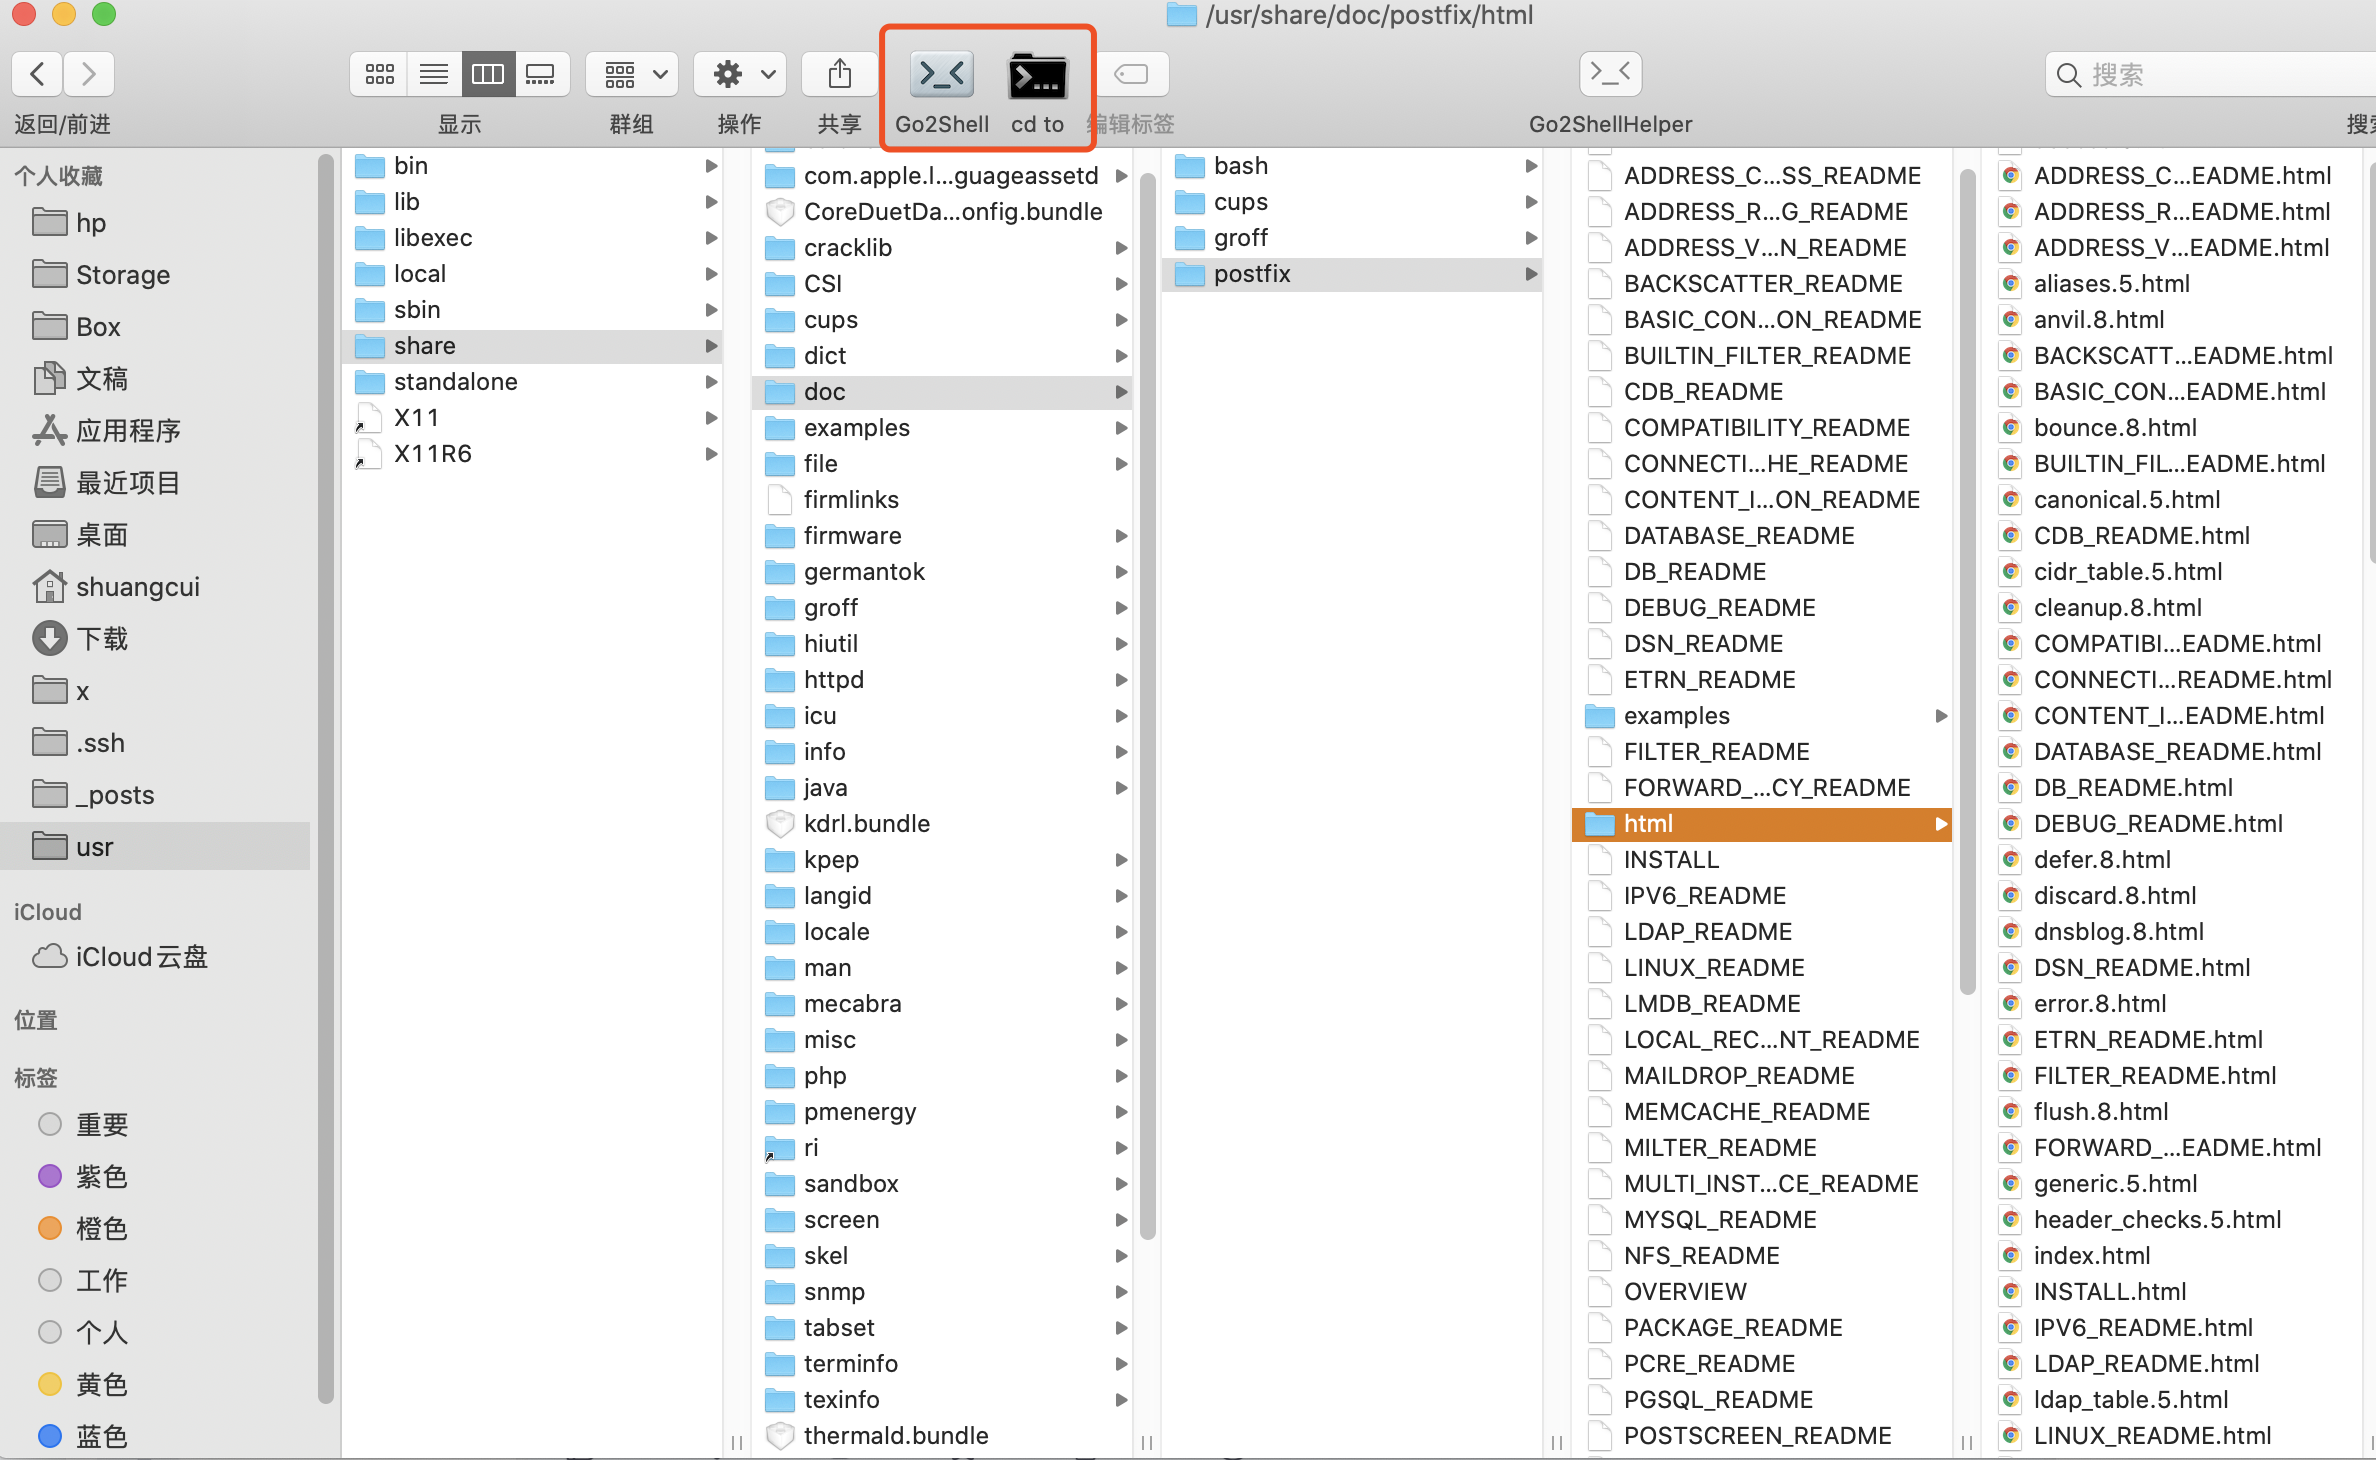 /usr/share/doc/postfix/html
返回/前进
显示
群组
操作
共享
Go2Shell
cd to
编辑标签
Go2ShellHelper
搜索
个人收藏
hp
Storage
Box
文稿
应用程序
最近项目
桌面
shuangcui
下载
x
.ssh
_posts
usr
iCloud
iCloud云盘
位置
标签
重要
紫色
橙色
工作
个人
黄色
蓝色
bin
lib
libexec
local
sbin
share
standalone
X11
X11R6
com.apple.l...guageassetd
CoreDuetDa...onfig.bundle
cracklib
CSI
cups
dict
doc
examples
file
firmlinks
firmware
germantok
groff
hiutil
httpd
icu
info
java
kdrl.bundle
kpep
langid
locale
man
mecabra
misc
php
pmenergy
ri
sandbox
screen
skel
snmp
tabset
terminfo
texinfo
thermald.bundle
bash
cups
groff
postfix
ADDRESS_C...SS_README
ADDRESS_R...G_README
ADDRESS_V...N_README
BACKSCATTER_README
BASIC_CON...ON_README
BUILTIN_FILTER_README
CDB_README
COMPATIBILITY_README
CONNECTI...HE_README
CONTENT_I...ON_README
DATABASE_README
DB_README
DEBUG_README
DSN_README
ETRN_README
examples
FILTER_README
FORWARD_...CY_README
html
INSTALL
IPV6_README
LDAP_README
LINUX_README
LMDB_README
LOCAL_REC...NT_README
MAILDROP_README
MEMCACHE_README
MILTER_README
MULTI_INST...CE_README
MYSQL_README
NFS_README
OVERVIEW
PACKAGE_README
PCRE_README
PGSQL_README
POSTSCREEN_README
ADDRESS_C...EADME.html
ADDRESS_R...EADME.html
ADDRESS_V...EADME.html
aliases.5.html
anvil.8.html
BACKSCATT...EADME.html
BASIC_CON...EADME.html
bounce.8.html
BUILTIN_FIL...EADME.html
canonical.5.html
CDB_README.html
cidr_table.5.html
cleanup.8.html
COMPATIBI...EADME.html
CONNECTI...README.html
CONTENT_I...EADME.html
DATABASE_README.html
DB_README.html
DEBUG_README.html
defer.8.html
discard.8.html
dnsblog.8.html
DSN_README.html
error.8.html
ETRN_README.html
FILTER_README.html
flush.8.html
FORWARD_...EADME.html
generic.5.html
header_checks.5.html
index.html
INSTALL.html
IPV6_README.html
LDAP_README.html
ldap_table.5.html
LINUX_README.html